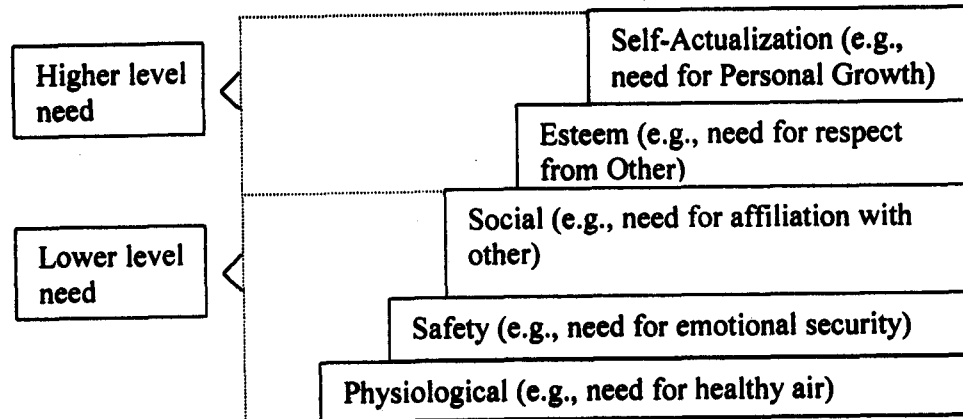 Higher level
need
Self-Actualization (e.g.,
need for Personal Growth)
Esteem (e.g., need for respect
from Other)
Lower level
need
Social (e.g., need for affiliation with
other)
Safety (e.g., need for emotional security)
Physiological (e.g., need for healthy air)